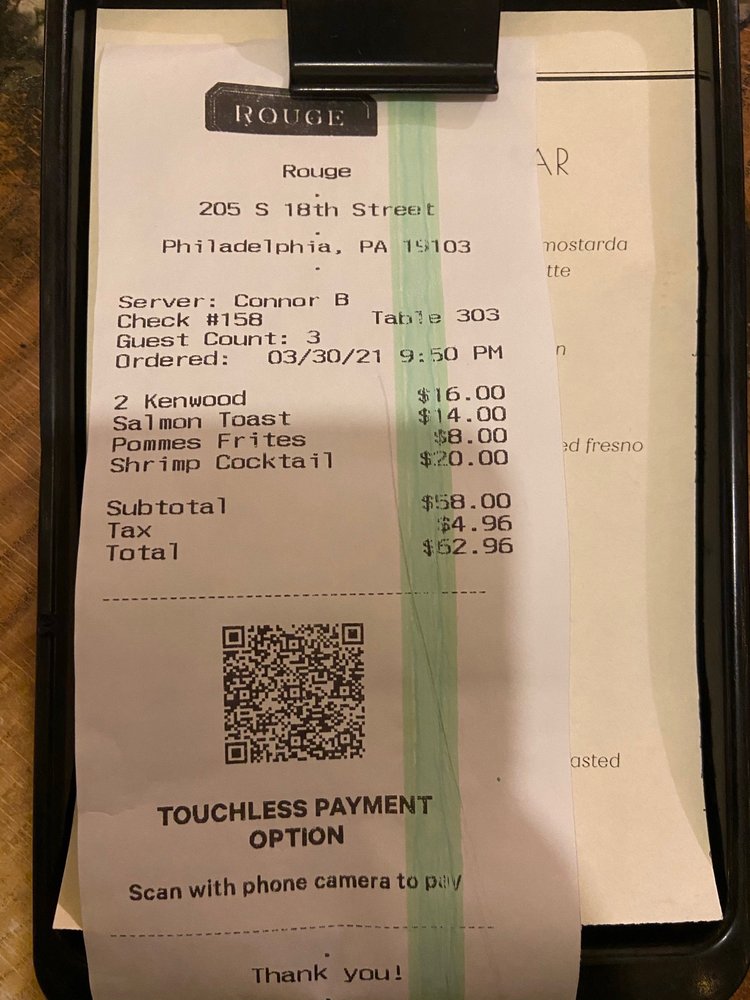 ROUGE
Rouge
205 S 18th Street
Philadelphia, PA 19103
Server: Connor B
Check #158 Table 303
Guest Count: 3
Ordered: 03/30/21 9:50 PM
2 Kenwood $16.00
Salmon Toast $14.00
Pommes Frites $8.00
Shrimp Cocktail $20.00
Subtotal $58.00
Tax $4.96
Total $62.96
TOUCHLESS PAYMENT
OPTION
Scan with phone camera to pay
Thank you!
AR
mostarda
tte
n
ed fresno
asted